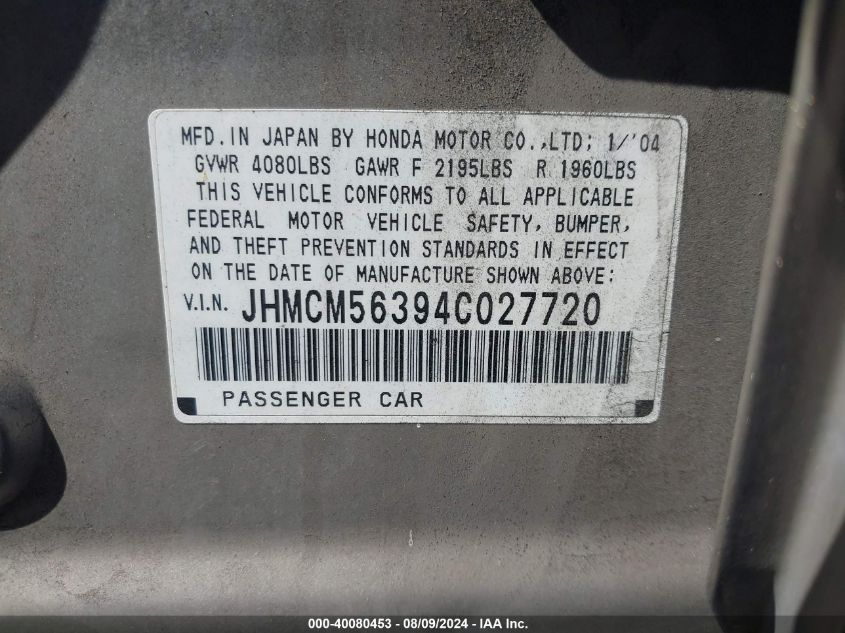 MFD. IN JAPAN BY HONDA MOTOR CO., LTD; 1/'04
GVWR 4080LBS GAWR F 2195LBS R 1960LBS
THIS VEHICLE CONFORMS TO ALL APPLICABLE
FEDERAL MOTOR VEHICLE SAFETY, BUMPER,
AND THEFT PREVENTION STANDARDS IN EFFECT
ON THE DATE OF MANUFACTURE SHOWN ABOVE:
V.I.N. JHMCM56394C027720
PASSENGER CAR
000-40080453 - 08/09/2024 - IAA Inc.